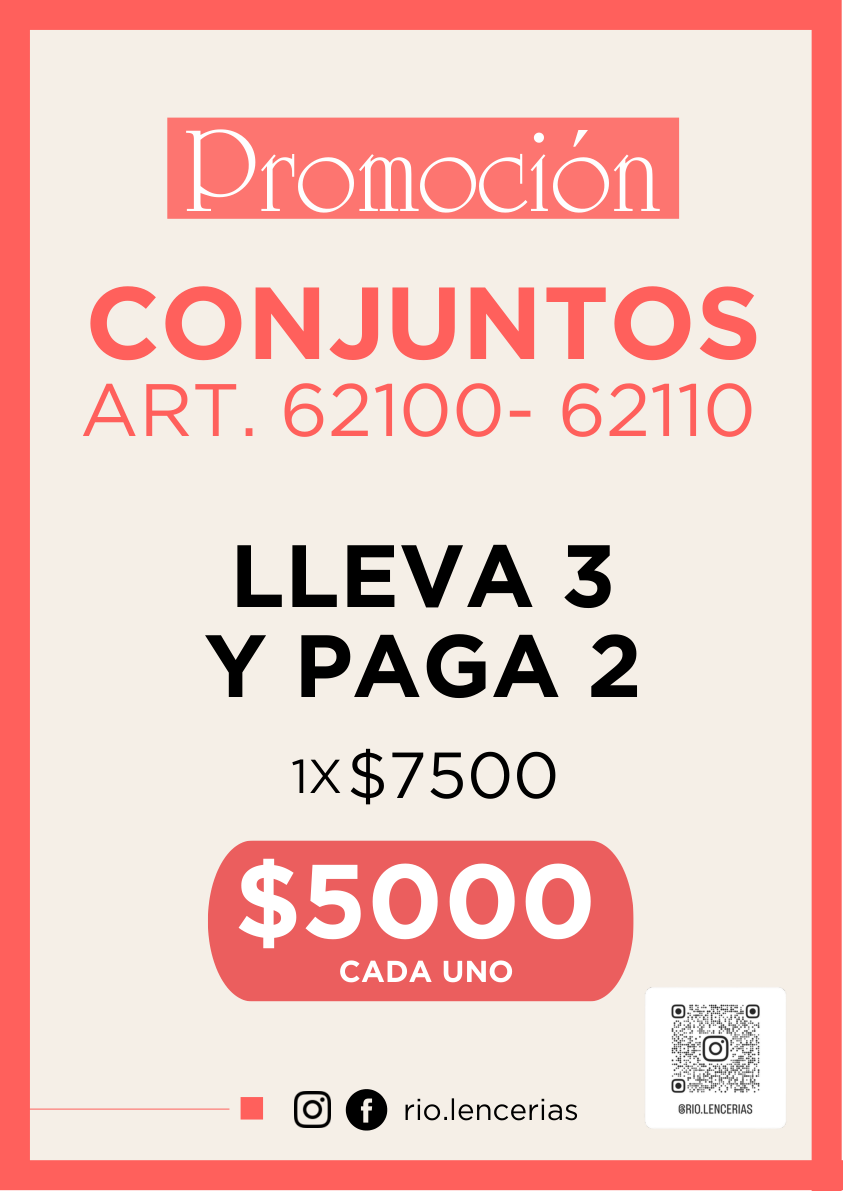 Promoción
CONJUNTOS
ART. 62100- 62110
LLEVA 3
Y PAGA 2
1X $7500
$5000
CADA UNO
@RIO.LENCERIAS
rio.lencerias